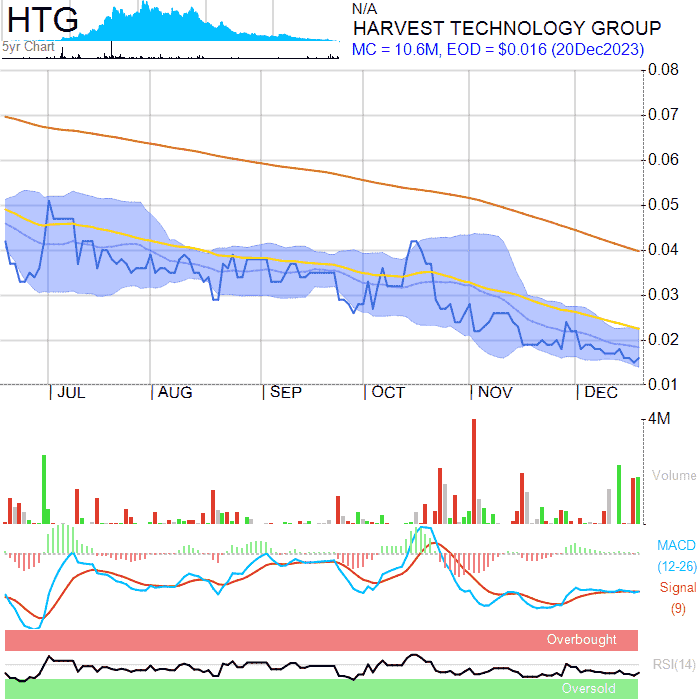 HTG
5yr Chart
N/A
HARVEST TECHNOLOGY GROUP
MC = 10.6M, EOD = $0.016 (20Dec2023)
0.08
0.07
0.06
0.05
0.04
0.03
0.02
0.01
JUL AUG SEP OCT NOV DEC
4M
Volume
MACD
(12-26)
Signal
(9)
Overbought
RSI(14)
Oversold